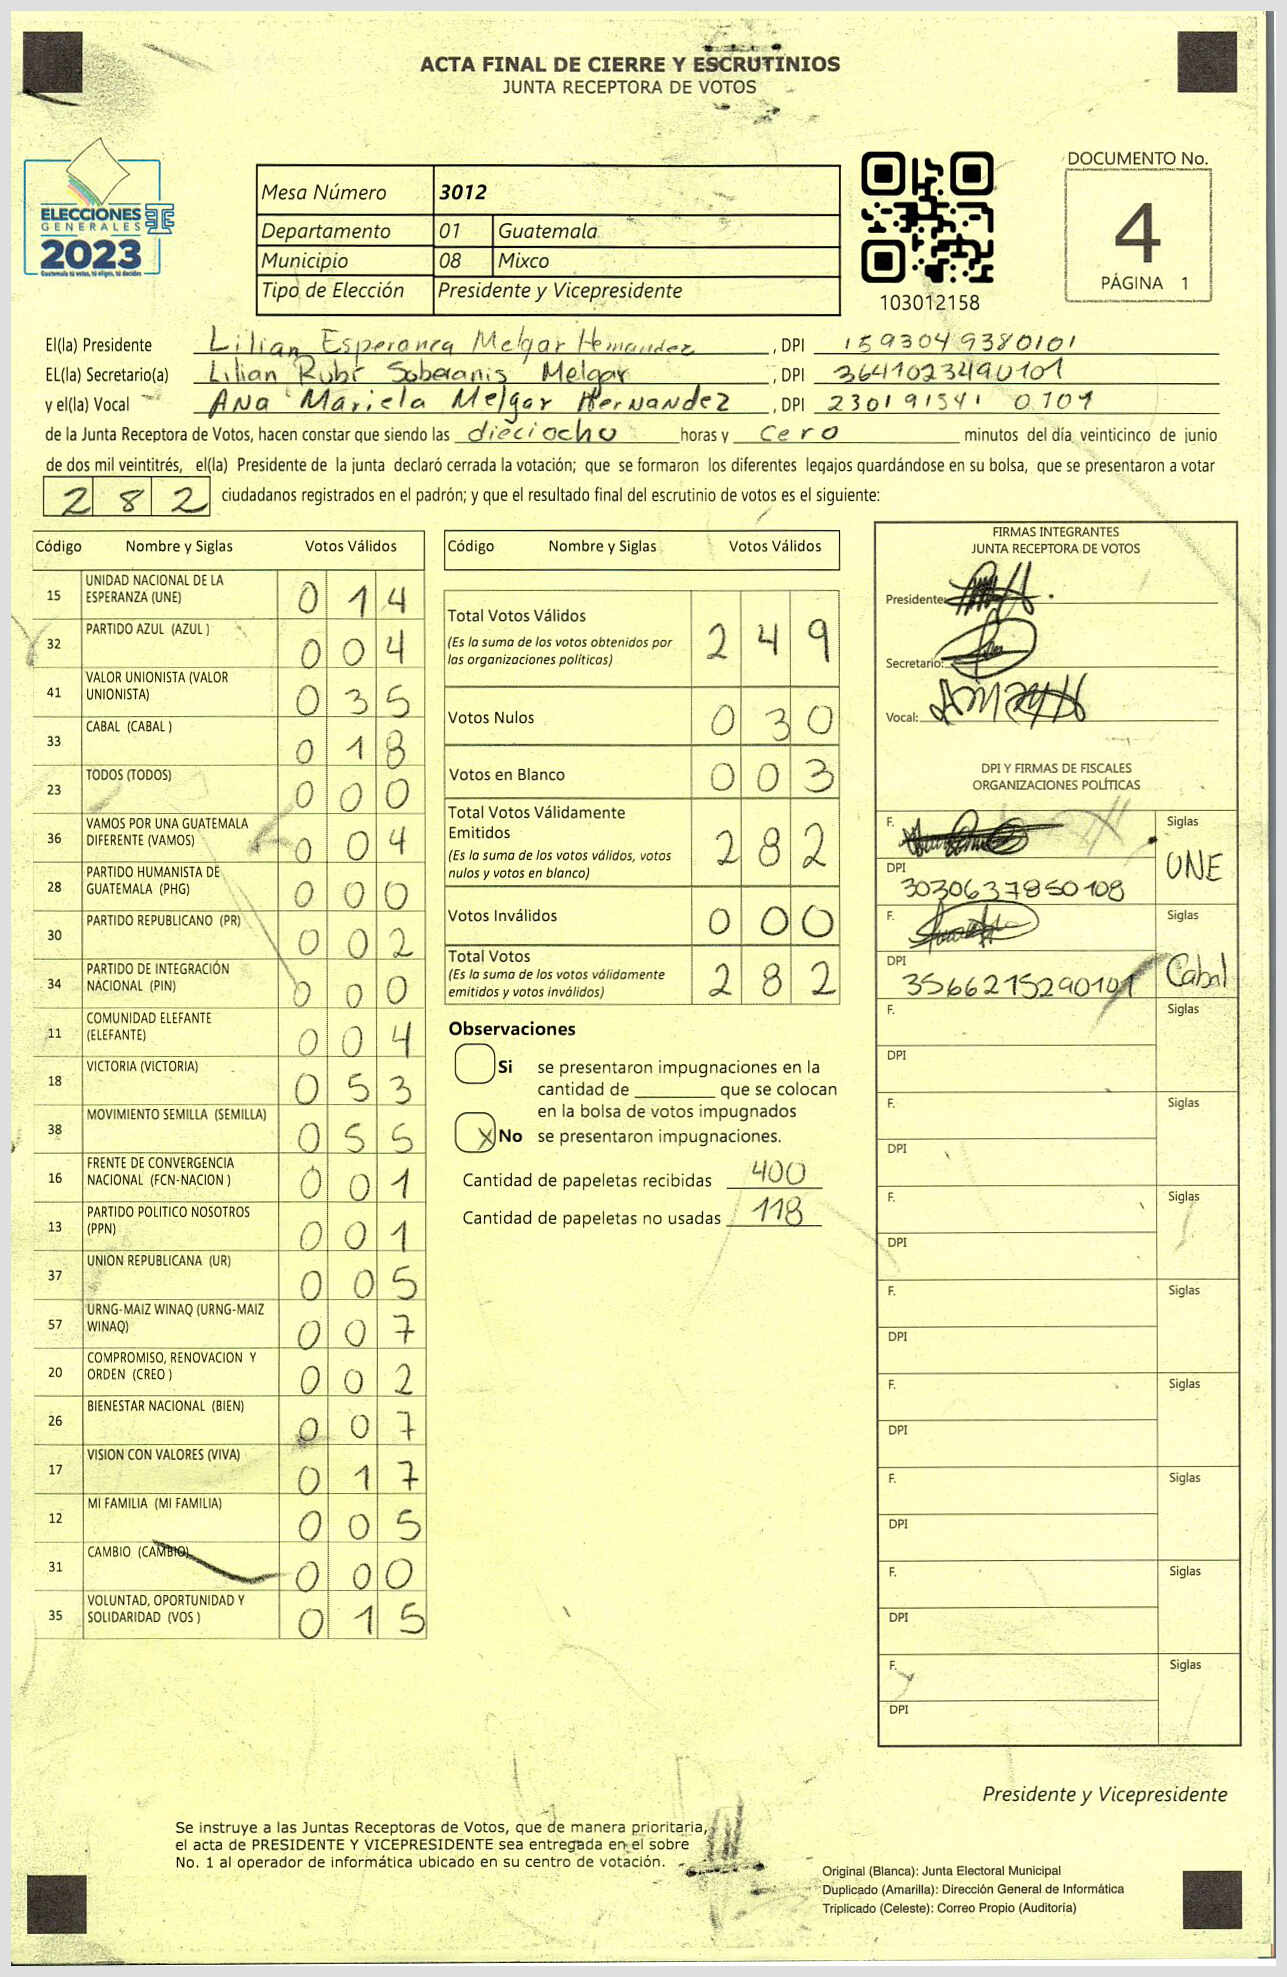 ACTA FINAL DE CIERRE Y ESCRUTINIOS
JUNTA RECEPTORA DE VOTOS
ELECCIONES
GENERALES
2023
Guatemala tú votas, tú eliges, tú decides
Mesa Número 3012
Departamento 01 Guatemala
Municipio 08 Mixco
Tipo de Elección Presidente y Vicepresidente
103012158
DOCUMENTO No.
4
PÁGINA 1
El(la) Presidente Lilian Esperanca Melgar Hernandez , DPI 1593049380101
EL(la) Secretario(a) Lilian Rubí Soberanis Melgar , DPI 3641023490101
y el(la) Vocal Ana Mariela Melgar Hernandez , DPI 230191541 0101
de la Junta Receptora de Votos, hacen constar que siendo las dieciocho horas y cero minutos del día veinticinco de junio
de dos mil veintitrés, el(la) Presidente de la junta declaró cerrada la votación; que se formaron los diferentes legajos guardándose en su bolsa, que se presentaron a votar
282 ciudadanos registrados en el padrón; y que el resultado final del escrutinio de votos es el siguiente:
Código Nombre y Siglas Votos Válidos
15 UNIDAD NACIONAL DE LA ESPERANZA (UNE) 014
32 PARTIDO AZUL (AZUL ) 004
41 VALOR UNIONISTA (VALOR UNIONISTA) 035
33 CABAL (CABAL ) 018
23 TODOS (TODOS) 000
36 VAMOS POR UNA GUATEMALA DIFERENTE (VAMOS) 004
28 PARTIDO HUMANISTA DE GUATEMALA (PHG) 000
30 PARTIDO REPUBLICANO (PR) 002
34 PARTIDO DE INTEGRACIÓN NACIONAL (PIN) 000
11 COMUNIDAD ELEFANTE (ELEFANTE) 004
18 VICTORIA (VICTORIA) 053
38 MOVIMIENTO SEMILLA (SEMILLA) 055
16 FRENTE DE CONVERGENCIA NACIONAL (FCN-NACION ) 001
13 PARTIDO POLITICO NOSOTROS (PPN) 001
37 UNION REPUBLICANA (UR) 005
57 URNG-MAIZ WINAQ (URNG-MAIZ WINAQ) 007
20 COMPROMISO, RENOVACION Y ORDEN (CREO ) 002
26 BIENESTAR NACIONAL (BIEN) 007
17 VISION CON VALORES (VIVA) 017
12 MI FAMILIA (MI FAMILIA) 005
31 CAMBIO (CAMBIO) 000
35 VOLUNTAD, OPORTUNIDAD Y SOLIDARIDAD (VOS ) 015
Código Nombre y Siglas Votos Válidos
Total Votos Válidos 249
(Es la suma de los votos obtenidos por
las organizaciones políticas)
Votos Nulos 030
Votos en Blanco 003
Total Votos Válidamente
Emitidos 282
(Es la suma de los votos válidos, votos
nulos y votos en blanco)
Votos Inválidos 000
Total Votos 282
(Es la suma de los votos válidamente
emitidos y votos inválidos)
Observaciones
Si se presentaron impugnaciones en la
cantidad de ________ que se colocan
en la bolsa de votos impugnados
X No se presentaron impugnaciones.
Cantidad de papeletas recibidas 400
Cantidad de papeletas no usadas 118
FIRMAS INTEGRANTES
JUNTA RECEPTORA DE VOTOS
Presidente:
Secretario:
Vocal:
DPI Y FIRMAS DE FISCALES
ORGANIZACIONES POLÍTICAS
F. Siglas
UNE
DPI
3030637850108
F. Siglas
Cabal
DPI
3566215290101
F. Siglas
DPI
F. Siglas
DPI
F. Siglas
DPI
F. Siglas
DPI
F. Siglas
DPI
F. Siglas
DPI
F. Siglas
DPI
F. Siglas
DPI
Presidente y Vicepresidente
Se instruye a las Juntas Receptoras de Votos, que de manera prioritaria,
el acta de PRESIDENTE Y VICEPRESIDENTE sea entregada en el sobre
No. 1 al operador de informática ubicado en su centro de votación.
Original (Blanca): Junta Electoral Municipal
Duplicado (Amarilla): Dirección General de Informática
Triplicado (Celeste): Correo Propio (Auditoria)